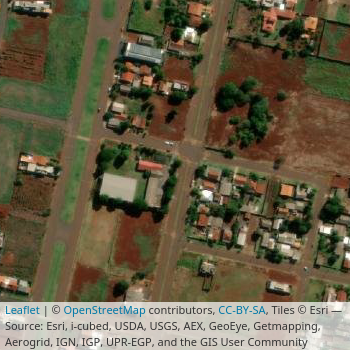 Leaflet | © OpenStreetMap contributors, CC-BY-SA, Tiles © Esri —
Source: Esri, i-cubed, USDA, USGS, AEX, GeoEye, Getmapping,
Aerogrid, IGN, IGP, UPR-EGP, and the GIS User Community